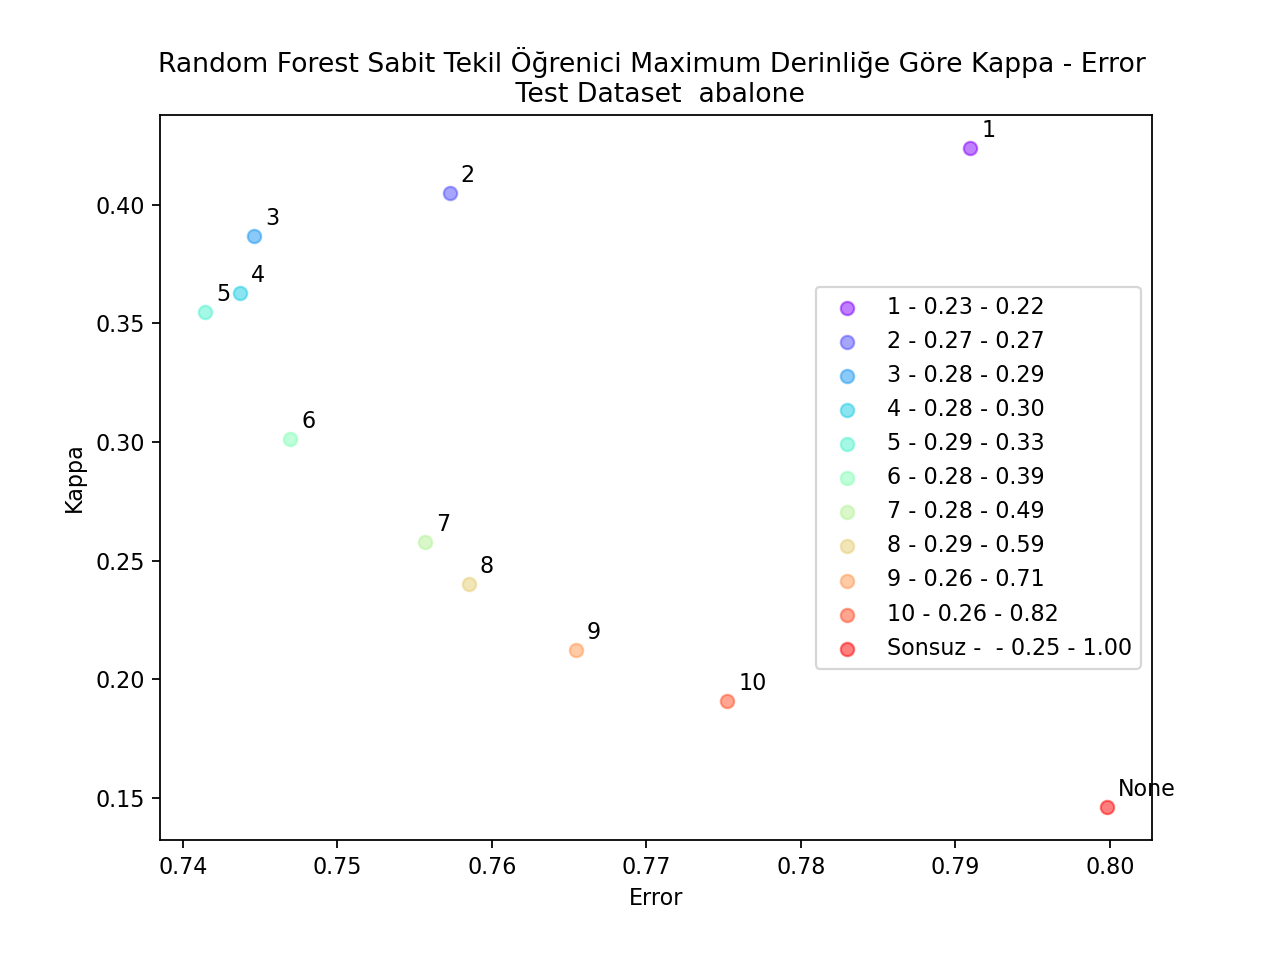 Random Forest Sabit Tekil Öğrenici Maximum Derinliğe Göre Kappa - Error
Test Dataset  abalone
1
2
3
4
5
6
7
8
9
10
None
1 - 0.23 - 0.22
2 - 0.27 - 0.27
3 - 0.28 - 0.29
4 - 0.28 - 0.30
5 - 0.29 - 0.33
6 - 0.28 - 0.39
7 - 0.28 - 0.49
8 - 0.29 - 0.59
9 - 0.26 - 0.71
10 - 0.26 - 0.82
Sonsuz -  - 0.25 - 1.00
Kappa
0.40
0.35
0.30
0.25
0.20
0.15
0.74 0.75 0.76 0.77 0.78 0.79 0.80
Error